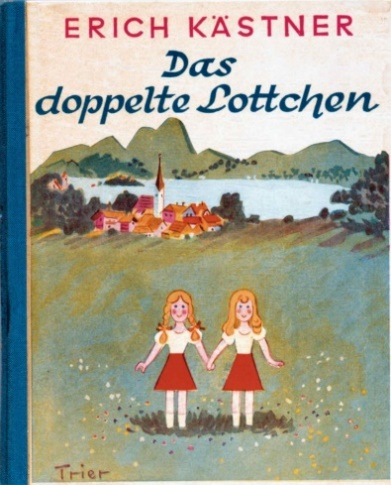 ERICH KÄSTNER
Das
doppelte Lottchen
Trier